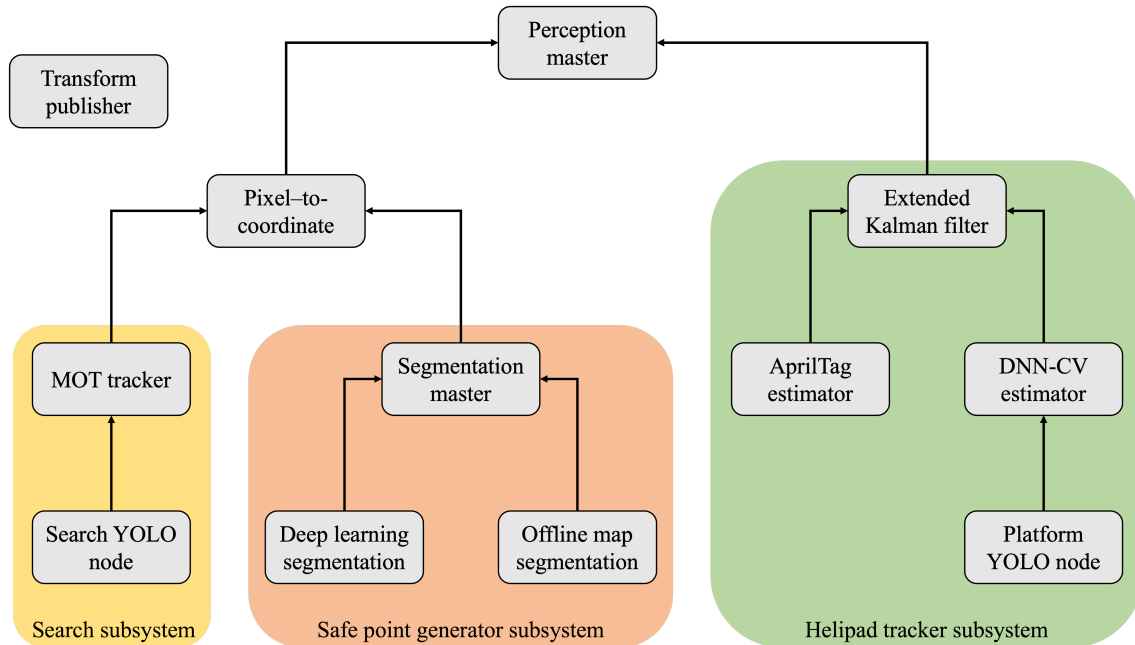 Perception
master
Transform
publisher
Pixel–to-
coordinate
Extended
Kalman filter
MOT tracker
Segmentation
master
AprilTag
estimator
DNN-CV
estimator
Search YOLO
node
Deep learning
segmentation
Offline map
segmentation
Platform
YOLO node
Search subsystem
Safe point generator subsystem
Helipad tracker subsystem